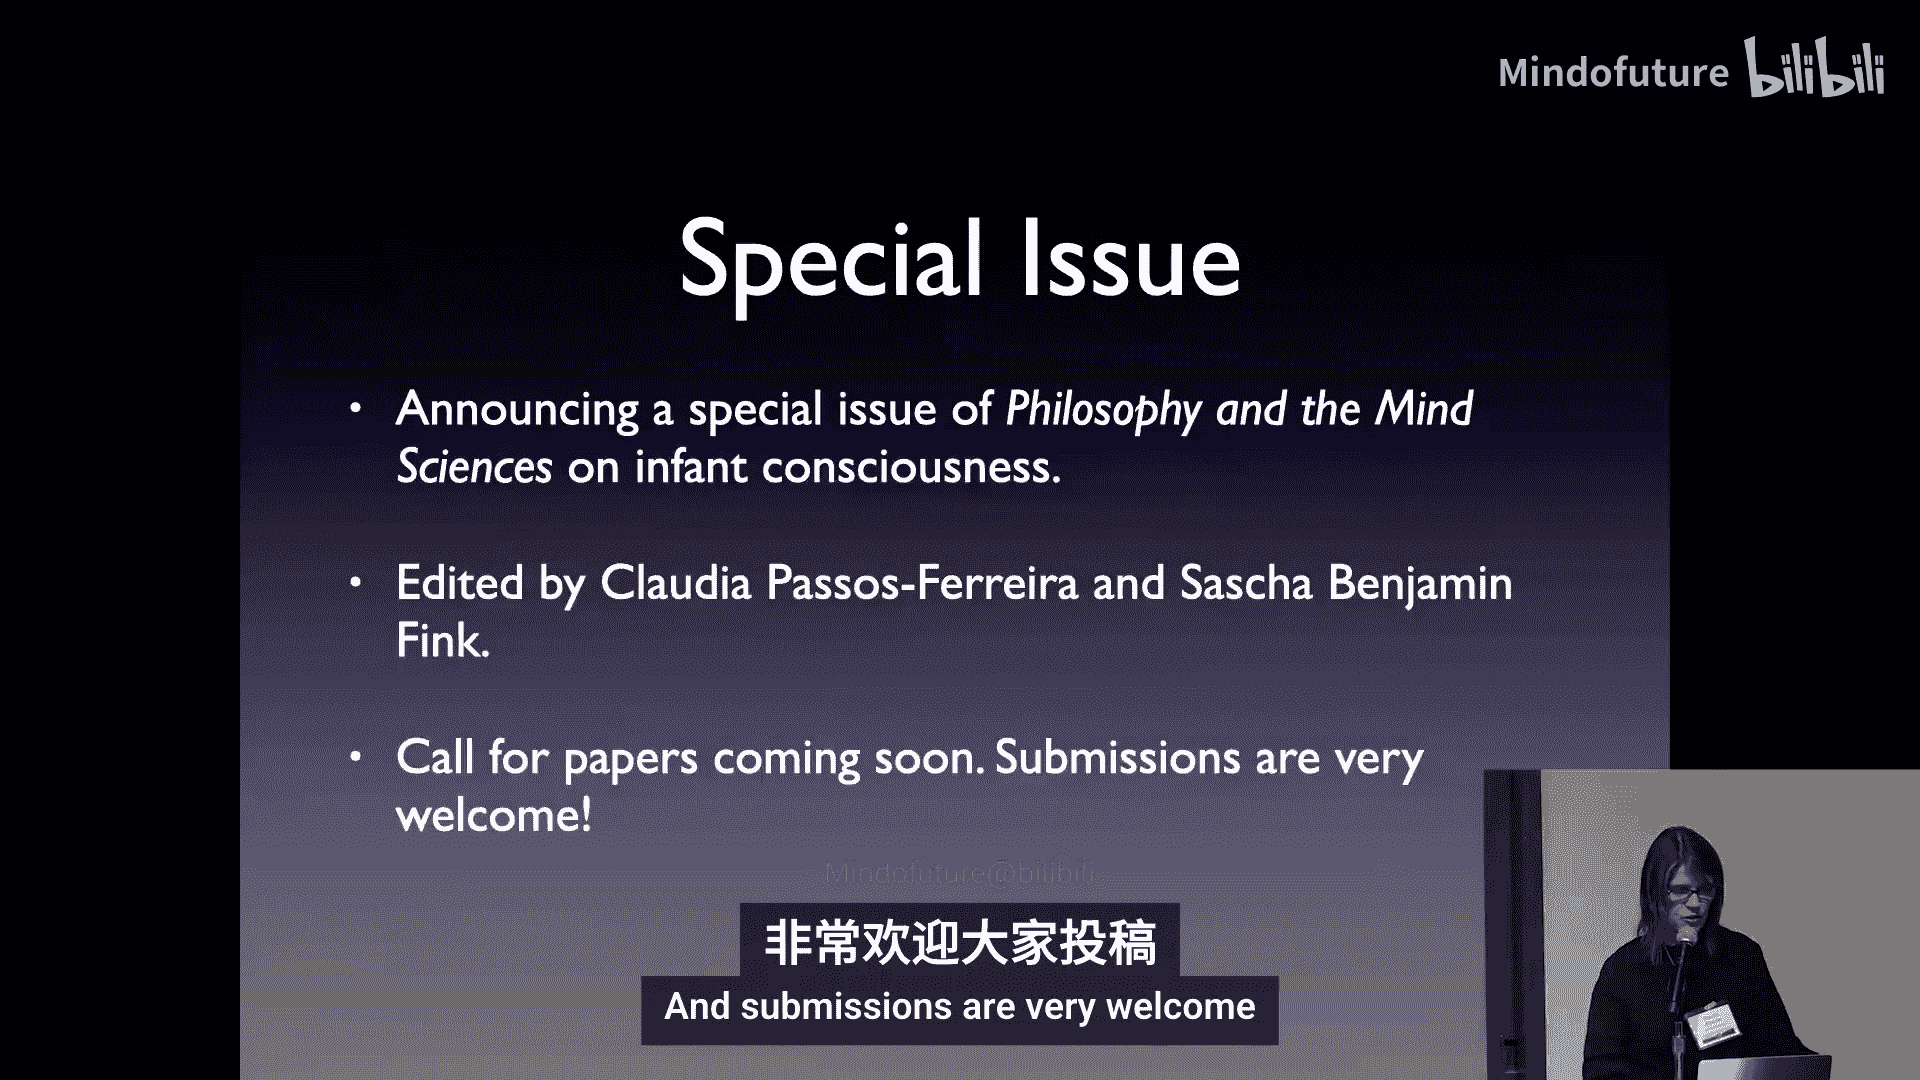 Mindofuture bilibili
Special Issue
• Announcing a special issue of Philosophy and the Mind
Sciences on infant consciousness.
• Edited by Claudia Passos-Ferreira and Sascha Benjamin
Fink.
• Call for papers coming soon. Submissions are very
welcome!
Mindofuture@bilibili
非常欢迎大家投稿
And submissions are very welcome